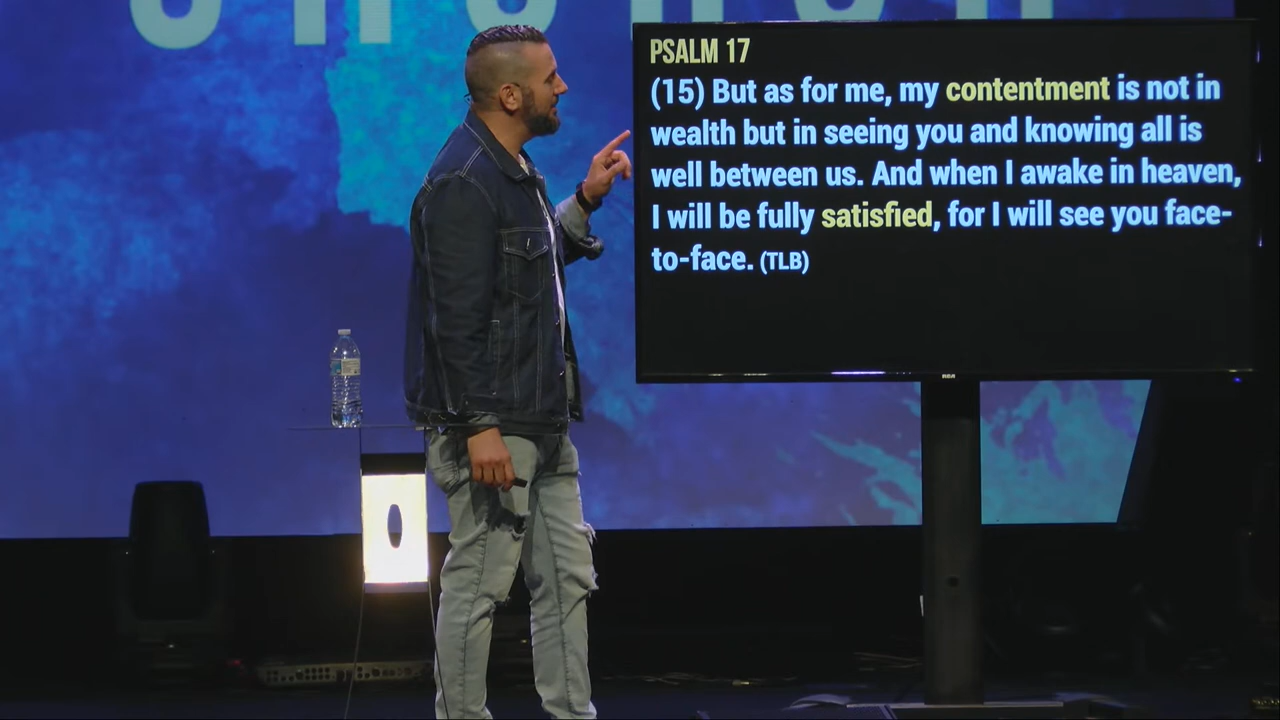 CHURCH
PSALM 17
(15) But as for me, my contentment is not in
wealth but in seeing you and knowing all is
well between us. And when I awake in heaven,
I will be fully satisfied, for I will see you face-
to-face. (TLB)
RCA